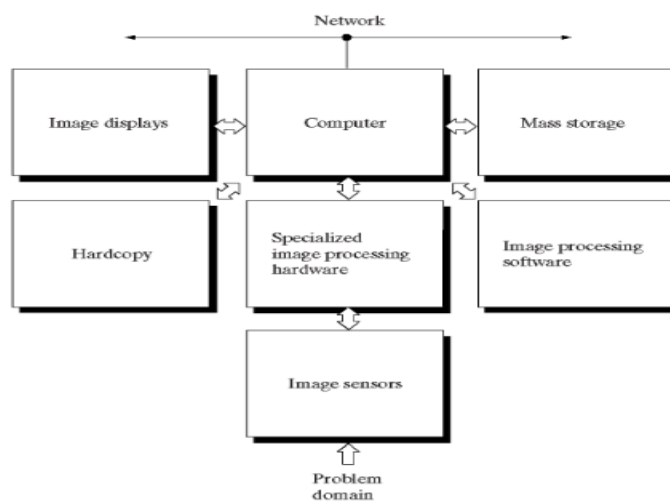 Network
Image displays
Computer
Mass storage
Hardcopy
Specialized
image processing
hardware
Image processing
software
Image sensors
Problem
domain